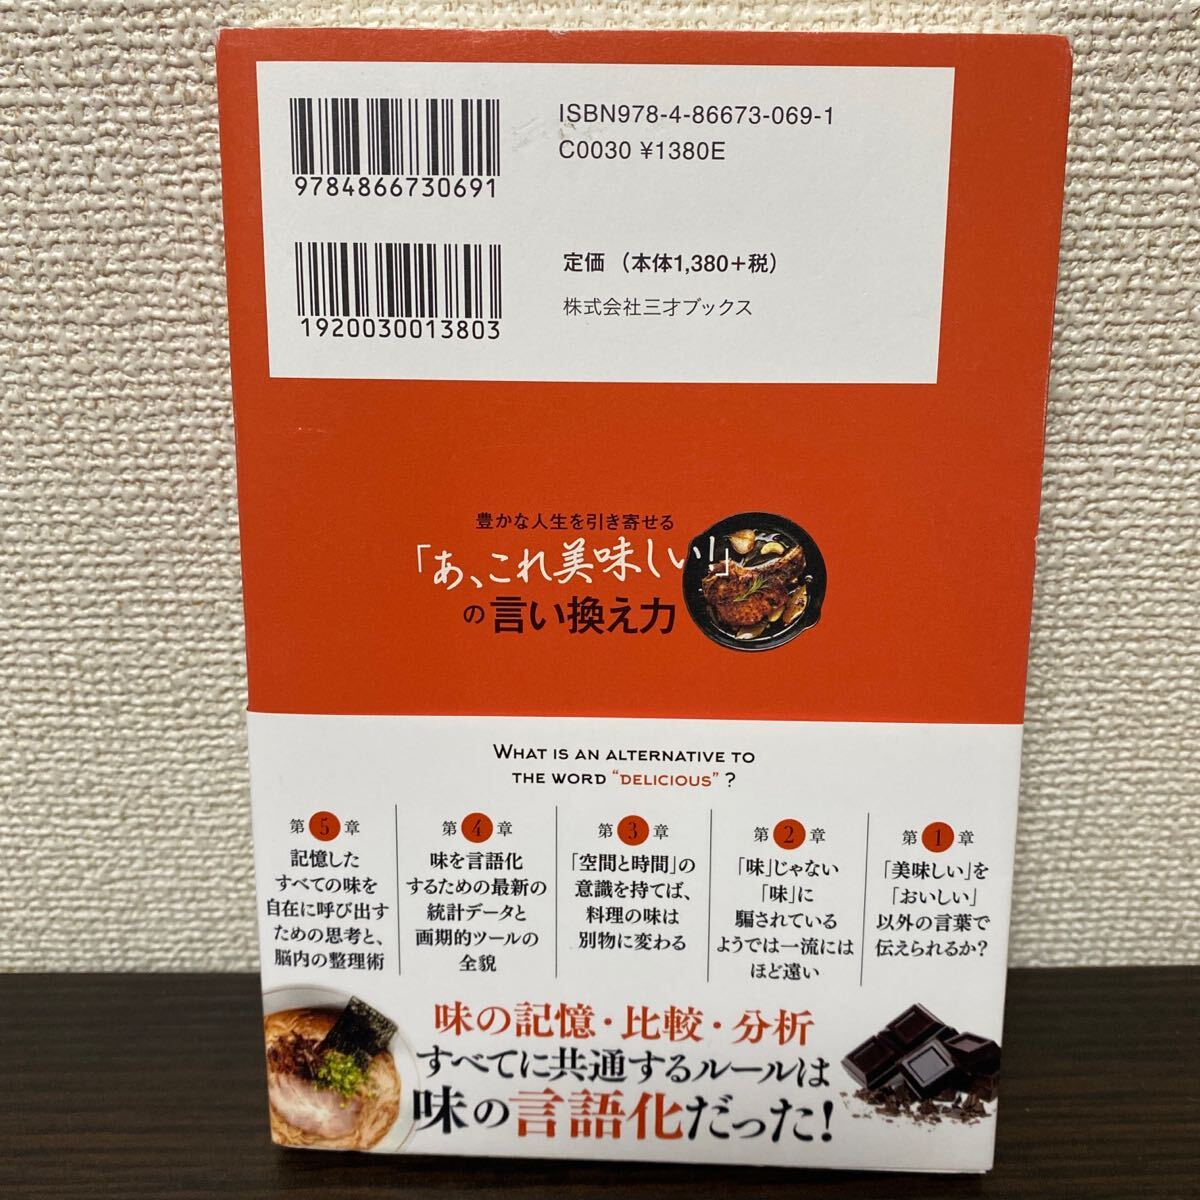 ISBN978-4-86673-069-1
C0030 ¥1380E
9784866730691
定価 （本体1,380+税）
株式会社三才ブックス
1920030013803
豊かな人生を引き寄せる
「あ、これ美味しい！」
の言い換え力
WHAT IS AN ALTERNATIVE TO
THE WORD “DELICIOUS” ?
第1章
「美味しい」を
「おいしい」
以外の言葉で
伝えられるか?
第2章
「味」じゃない
「味」に
騙されている
ようでは一流には
ほど遠い
第3章
「空間と時間」の
意識を持てば、
料理の味は
別物に変わる
第4章
味を言語化
するための最新の
統計データと
画期的ツールの
全貌
第5章
記憶した
すべての味を
自在に呼び出す
ための思考と、
脳内の整理術
味の記憶・比較・分析
すべてに共通するルールは
味の言語化だった!